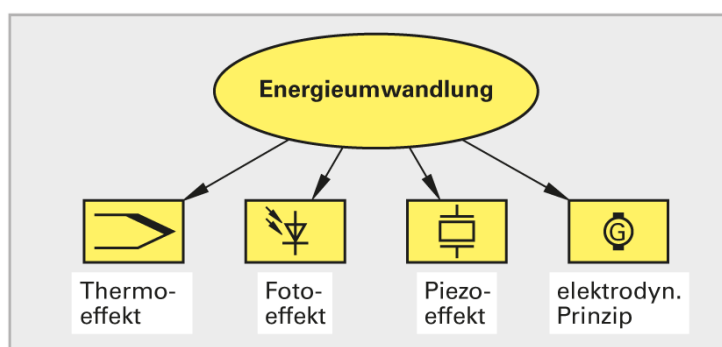 Energieumwandlung
G
Thermo-
effekt
Foto-
effekt
Piezo-
effekt
elektrodyn.
Prinzip